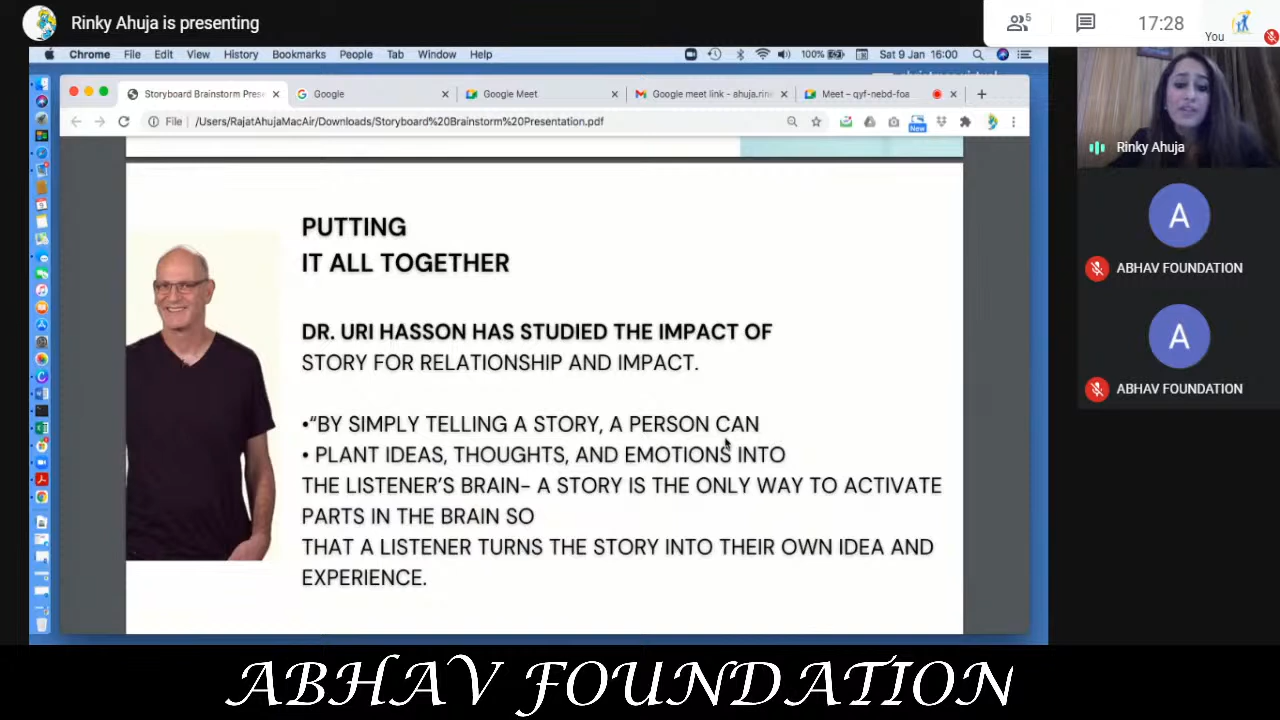 Rinky Ahuja is presenting
5
17:28
You
Chrome File Edit View History Bookmarks People Tab Window Help
100% Sat 9 Jan 16:00
Storyboard Brainstorm Prese
Google
Google Meet
Google meet link - ahuja.rink
Meet - qyf-nebd-foa
File /Users/RajatAhujaMacAir/Downloads/Storyboard%20Brainstorm%20Presentation.pdf
New
Rinky Ahuja
A
ABHAV FOUNDATION
A
ABHAV FOUNDATION
PUTTING
IT ALL TOGETHER
DR. URI HASSON HAS STUDIED THE IMPACT OF
STORY FOR RELATIONSHIP AND IMPACT.
•“BY SIMPLY TELLING A STORY, A PERSON CAN
• PLANT IDEAS, THOUGHTS, AND EMOTIONS INTO
THE LISTENER’S BRAIN- A STORY IS THE ONLY WAY TO ACTIVATE
PARTS IN THE BRAIN SO
THAT A LISTENER TURNS THE STORY INTO THEIR OWN IDEA AND
EXPERIENCE.
ABHAV FOUNDATION